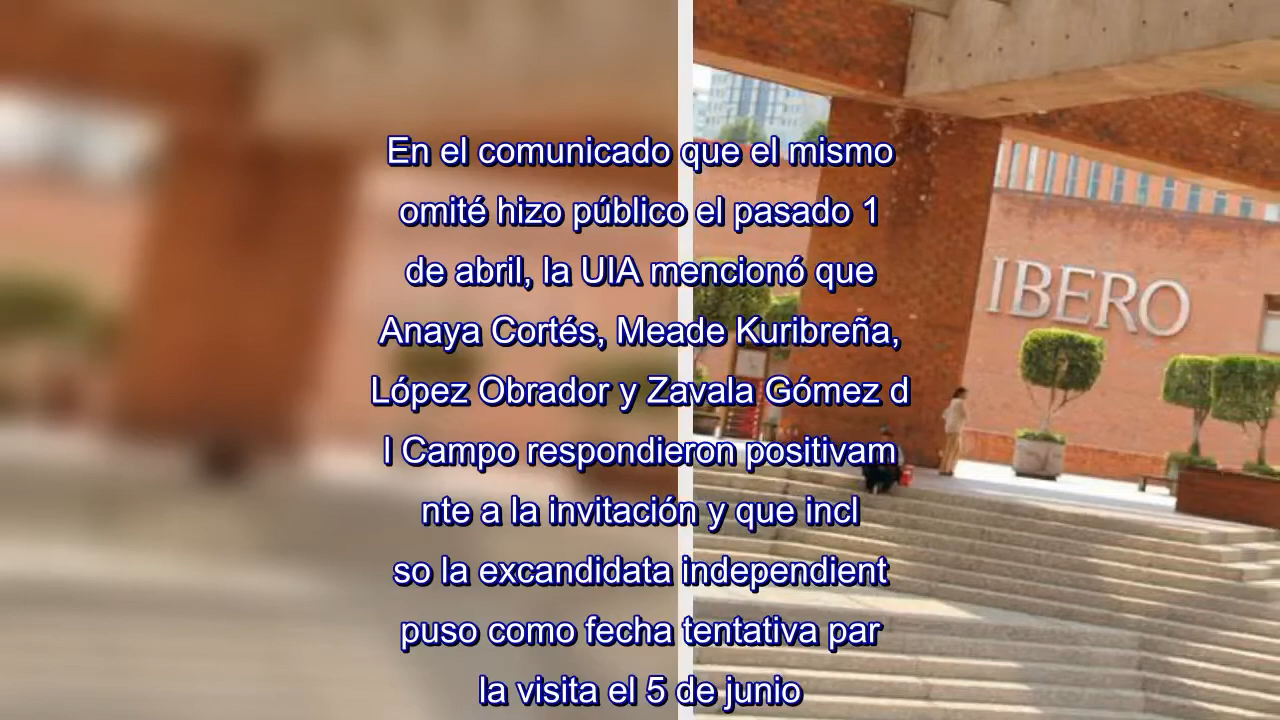 En el comunicado que el mismo
omité hizo público el pasado 1
de abril, la UIA mencionó que
Anaya Cortés, Meade Kuribreña,
López Obrador y Zavala Gómez d
l Campo respondieron positivam
nte a la invitación y que incl
so la excandidata independient
puso como fecha tentativa par
la visita el 5 de junio
IBERO